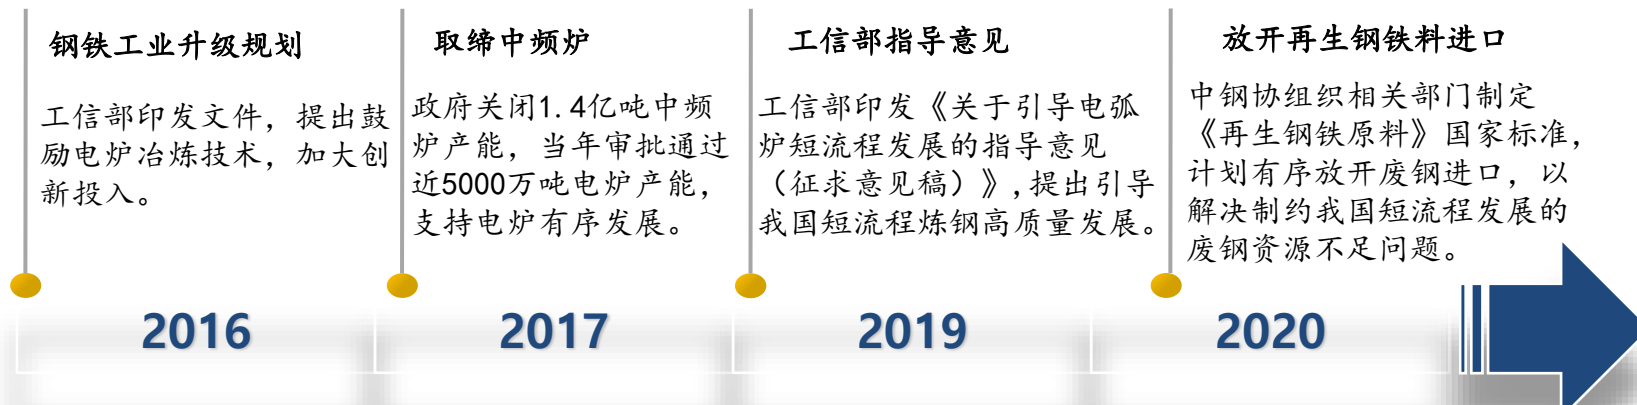 钢铁工业升级规划
工信部印发文件，提出鼓
励电炉冶炼技术，加大创
新投入。
2016
取缔中频炉
政府关闭1.4亿吨中频
炉产能，当年审批通过
近5000万吨电炉产能，
支持电炉有序发展。
2017
工信部指导意见
工信部印发《关于引导电弧
炉短流程发展的指导意见
（征求意见稿）》,提出引导
我国短流程炼钢高质量发展。
2019
放开再生钢铁料进口
中钢协组织相关部门制定
《再生钢铁原料》国家标准，
计划有序放开废钢进口，以
解决制约我国短流程发展的
废钢资源不足问题。
2020